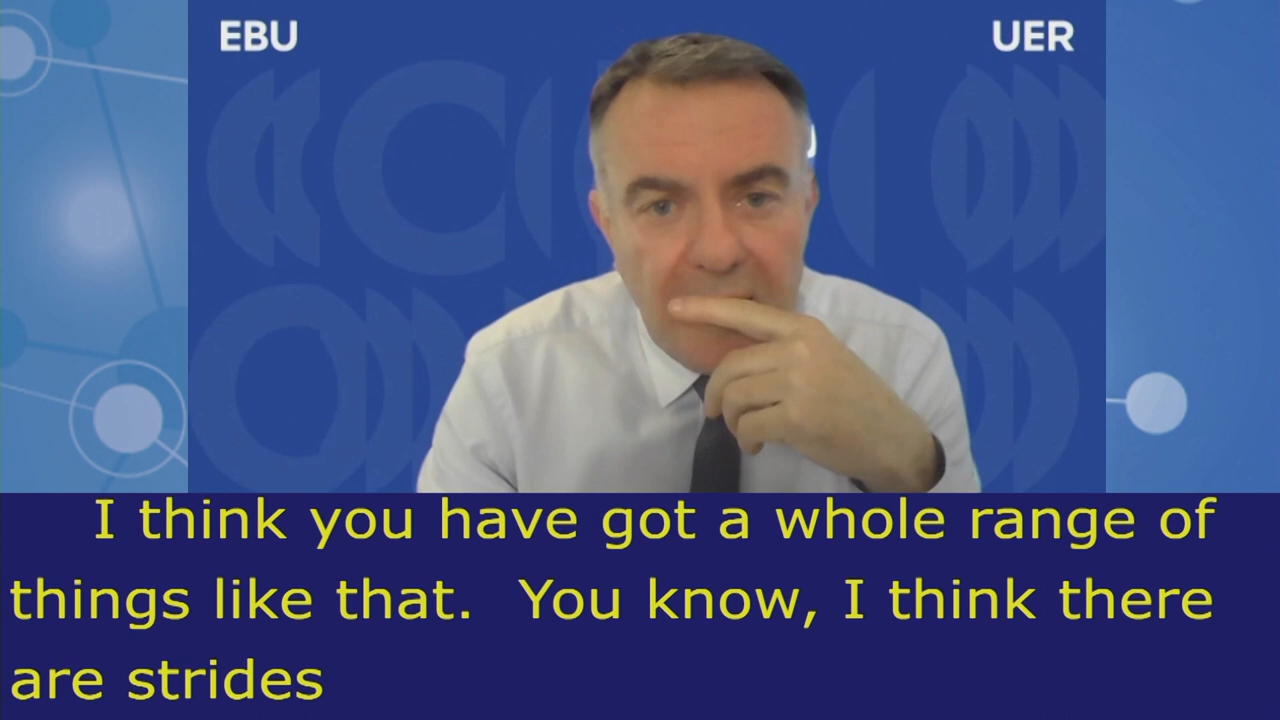 EBU UER
I think you have got a whole range of
things like that.  You know, I think there
are strides